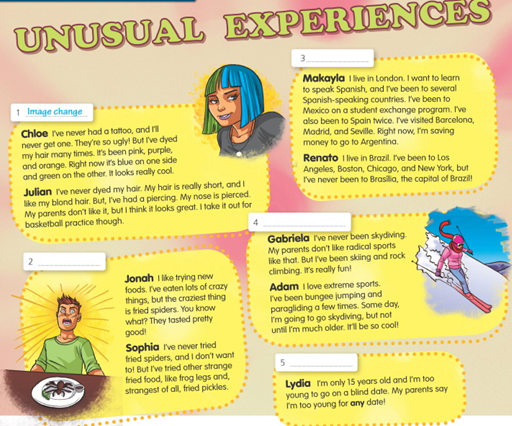 UNUSUAL EXPERIENCES
1 Image change
Chloe I've never had a tattoo, and I'll
never get one. They're so ugly! But I've dyed
my hair many times. It's been pink, purple,
and orange. Right now it's blue on one side
and green on the other. It looks really cool.
Julian I've never dyed my hair. My hair is really short, and I
like my blond hair. But, I've had a piercing. My nose is pierced.
My parents don't like it, but I think it looks great. I take it out for
basketball practice though.
2
Jonah I like trying new
foods. I've eaten lots of crazy
things, but the craziest thing
is fried spiders. You know
what? They tasted pretty
good!
Sophia I've never tried
fried spiders, and I don't want
to! But I've tried other strange
fried food, like frog legs and,
strangest of all, fried pickles.
3
Makayla I live in London. I want to learn
to speak Spanish, and I've been to several
Spanish-speaking countries. I've been to
Mexico on a student exchange program. I've
also been to Spain twice. I've visited Barcelona,
Madrid, and Seville. Right now, I'm saving
money to go to Argentina.
Renato I live in Brazil. I've been to Los
Angeles, Boston, Chicago, and New York, but
I've never been to Brasília, the capital of Brazil!
4
Gabriela I've never been skydiving.
My parents don't like radical sports
like that. But I've been skiing and rock
climbing. It's really fun!
Adam I love extreme sports.
I've been bungee jumping and
paragliding a few times. Some day,
I'm going to go skydiving, but not
until I'm much older. It'll be so cool!
5
Lydia I'm only 15 years old and I'm too
young to go on a blind date. My parents say
I'm too young for any date!